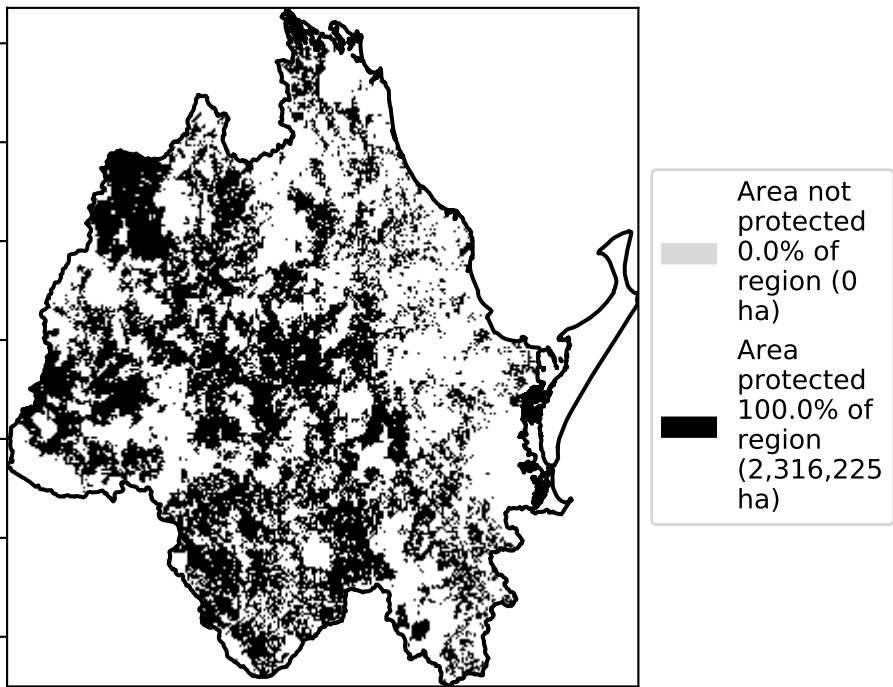 Area not
protected
0.0% of
region (0
ha)
Area
protected
100.0% of
region
(2,316,225
ha)